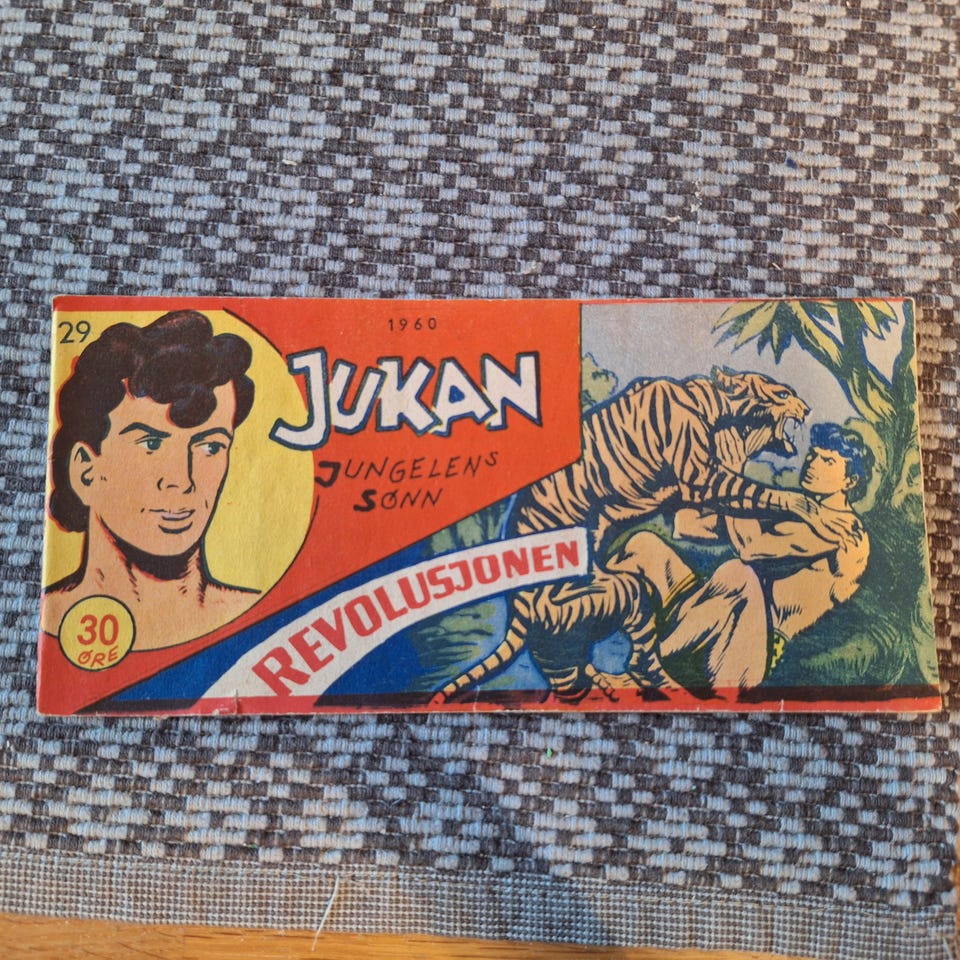 29
1960
JUKAN
JUNGELENS
SØNN
REVOLUSJONEN
30
ØRE